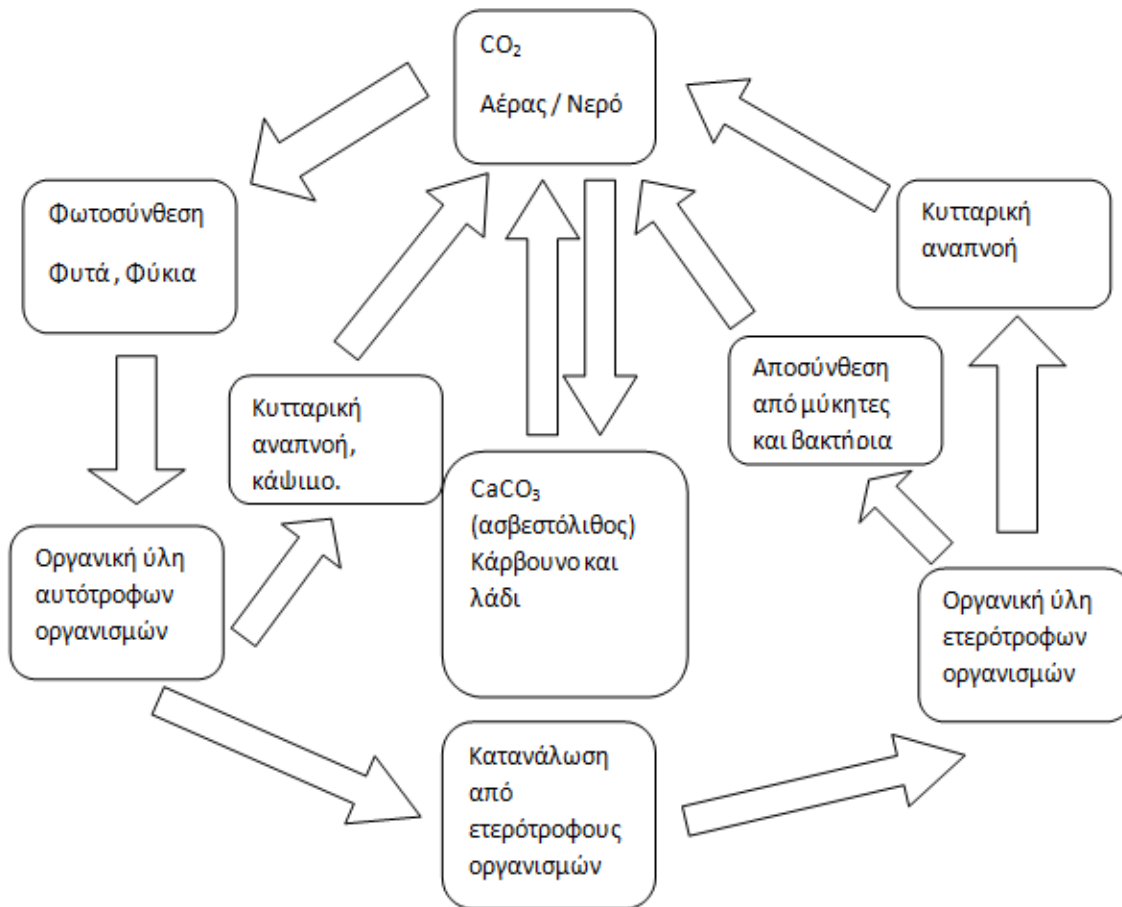 CO₂
Αέρας / Νερό
Φωτοσύνθεση
Φυτά , Φύκια
Κυτταρική
αναπνοή
Αποσύνθεση
από μύκητες
και βακτήρια
Κυτταρική
αναπνοή,
κάψιμο.
CaCO₃
(ασβεστόλιθος)
Κάρβουνο και
λάδι
Οργανική ύλη
αυτότροφων
οργανισμών
Οργανική ύλη
ετερότροφων
οργανισμών
Κατανάλωση
από
ετερότροφους
οργανισμών